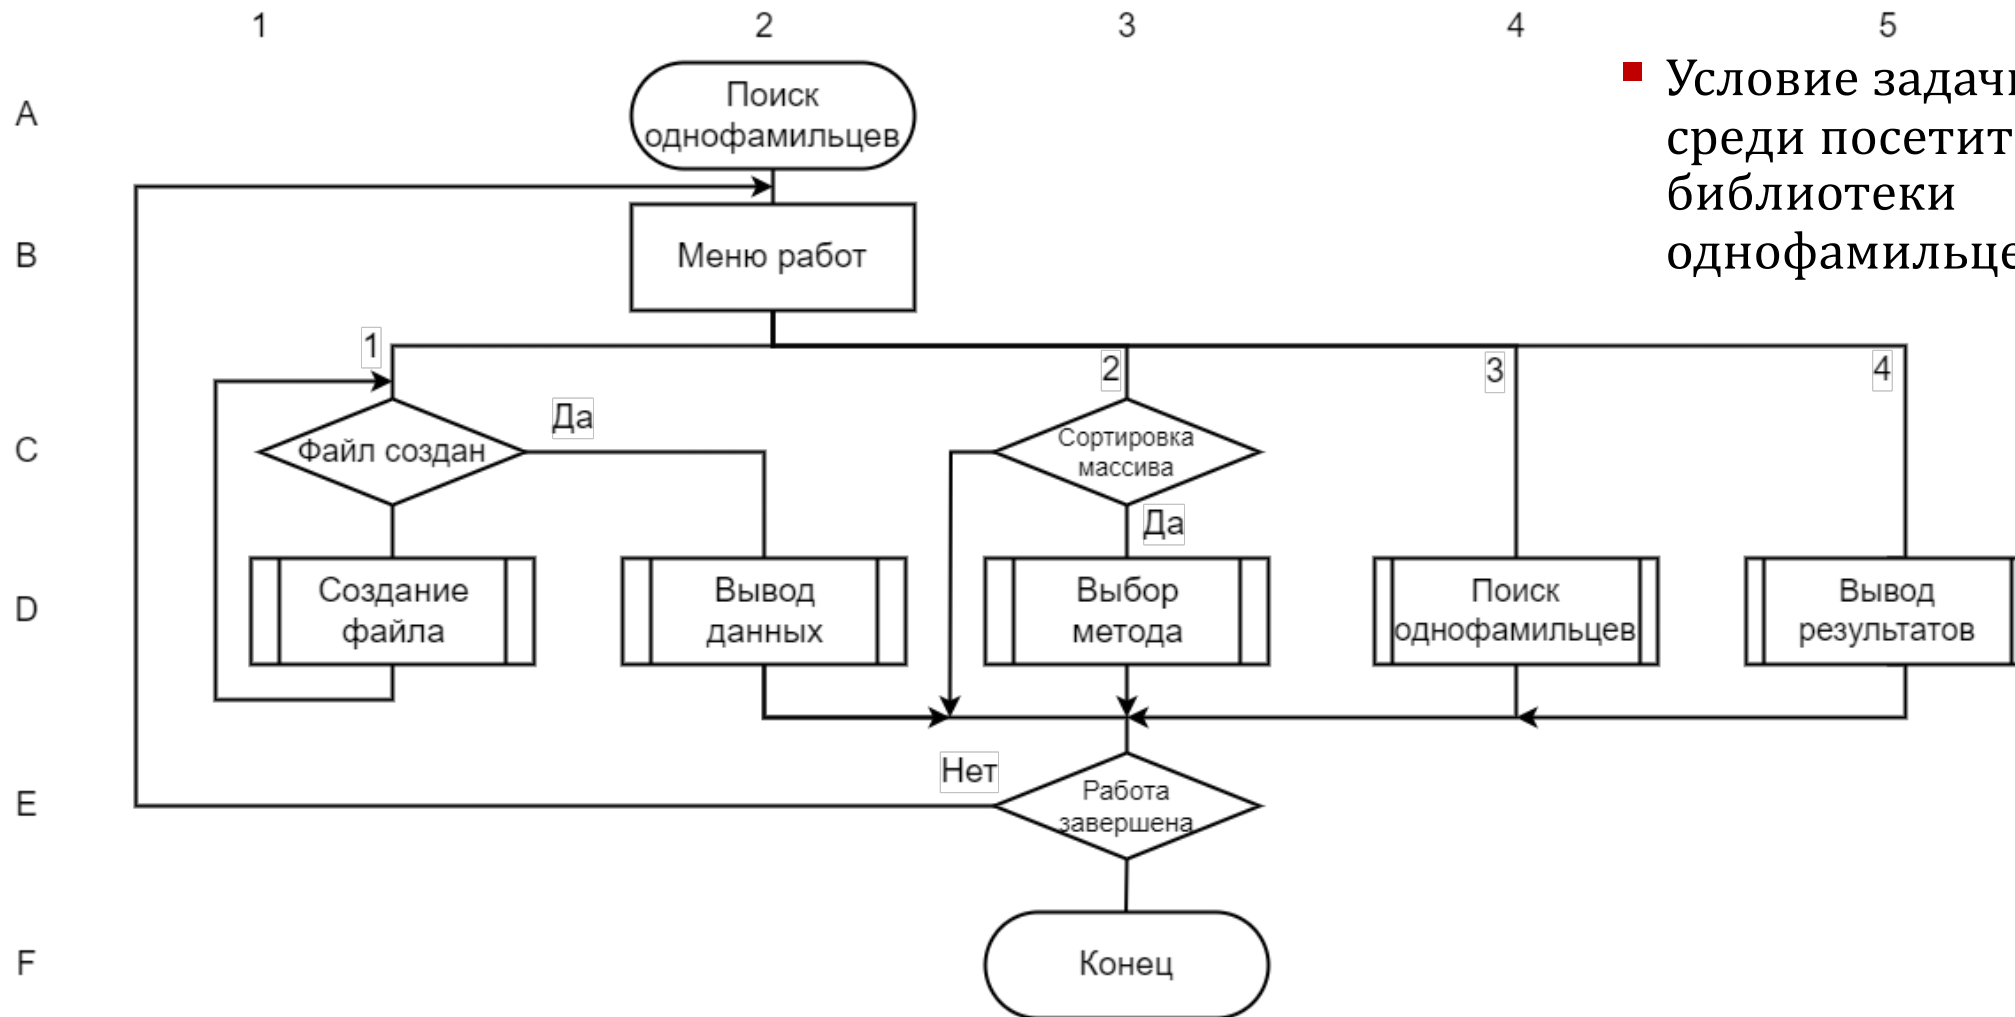 1 2 3 4 5
A
Поиск
однофамильцев
Условие задачи
среди посетит
библиотеки
однофамильце
B
Меню работ
1
2
3
4
C
Файл создан
Да
Сортировка
массива
Да
D
Создание
файла
Вывод
данных
Выбор
метода
Поиск
однофамильцев
Вывод
результатов
Нет
E
Работа
завершена
F
Конец